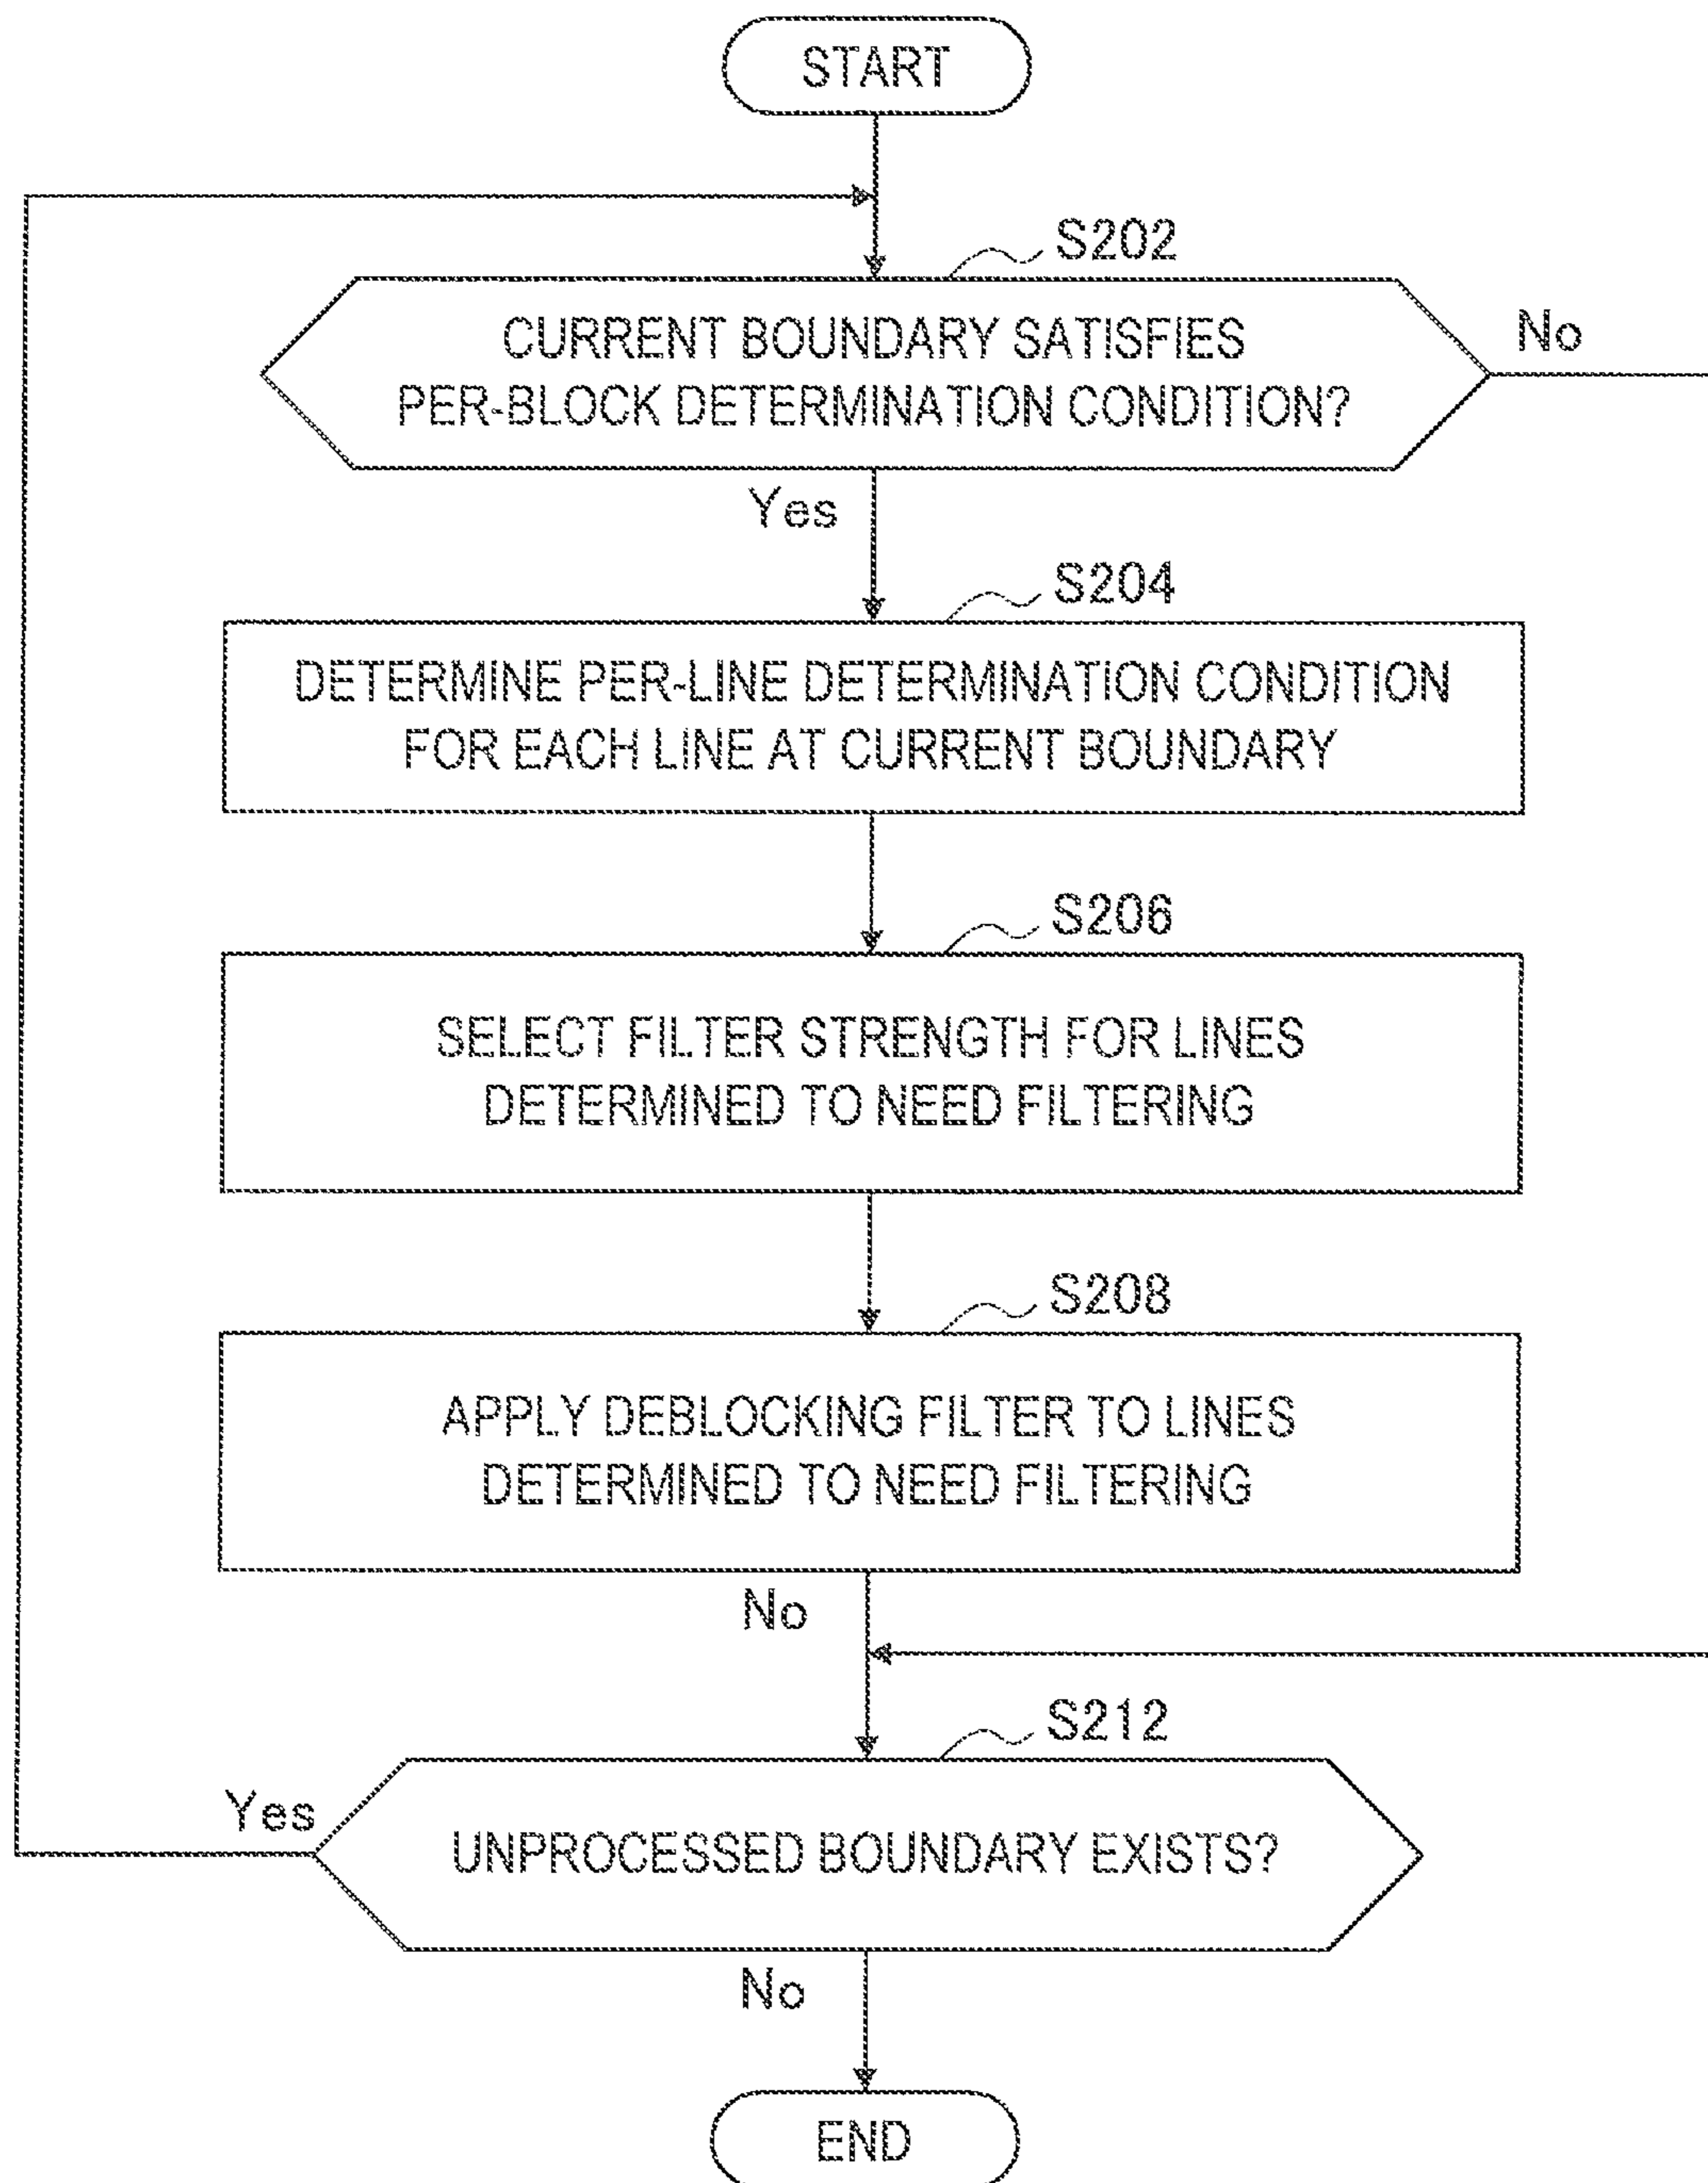 START
S202
CURRENT BOUNDARY SATISFIES
PER-BLOCK DETERMINATION CONDITION?
No
Yes
S204
DETERMINE PER-LINE DETERMINATION CONDITION
FOR EACH LINE AT CURRENT BOUNDARY
S206
SELECT FILTER STRENGTH FOR LINES
DETERMINED TO NEED FILTERING
S208
APPLY DEBLOCKING FILTER TO LINES
DETERMINED TO NEED FILTERING
No
S212
Yes
UNPROCESSED BOUNDARY EXISTS?
No
END